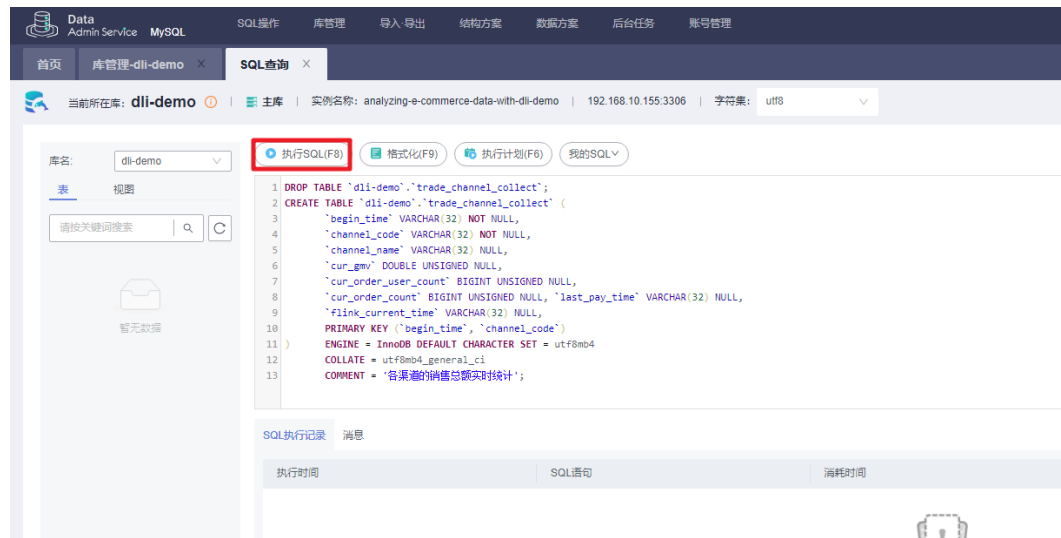 Data
Admin Service MySQL
SQL操作 库管理 导入·导出 结构方案 数据方案 后台任务 账号管理
首页 库管理-dli-demo × SQL查询 ×
当前所在库: dli-demo 主库 实例名称: analyzing-e-commerce-data-with-dli-demo | 192.168.10.155:3306 | 字符集: utf8
库名: dli-demo
表 视图
请按关键词搜索
暂无数据
执行SQL(F8) 格式化(F9) 执行计划(F6) 我的SQL
1 DROP TABLE `dli-demo`.`trade_channel_collect`;
2 CREATE TABLE `dli-demo`.`trade_channel_collect` (
3 `begin_time` VARCHAR(32) NOT NULL,
4 `channel_code` VARCHAR(32) NOT NULL,
5 `channel_name` VARCHAR(32) NULL,
6 `cur_gmv` DOUBLE UNSIGNED NULL,
7 `cur_order_user_count` BIGINT UNSIGNED NULL,
8 `cur_order_count` BIGINT UNSIGNED NULL, `last_pay_time` VARCHAR(32) NULL,
9 `flink_current_time` VARCHAR(32) NULL,
10 PRIMARY KEY (`begin_time`, `channel_code`)
11 ) ENGINE = InnoDB DEFAULT CHARACTER SET = utf8mb4
12 COLLATE = utf8mb4_general_ci
13 COMMENT = '各渠道的销售总额实时统计';
SQL执行记录 消息
执行时间 SQL语句 消耗时间